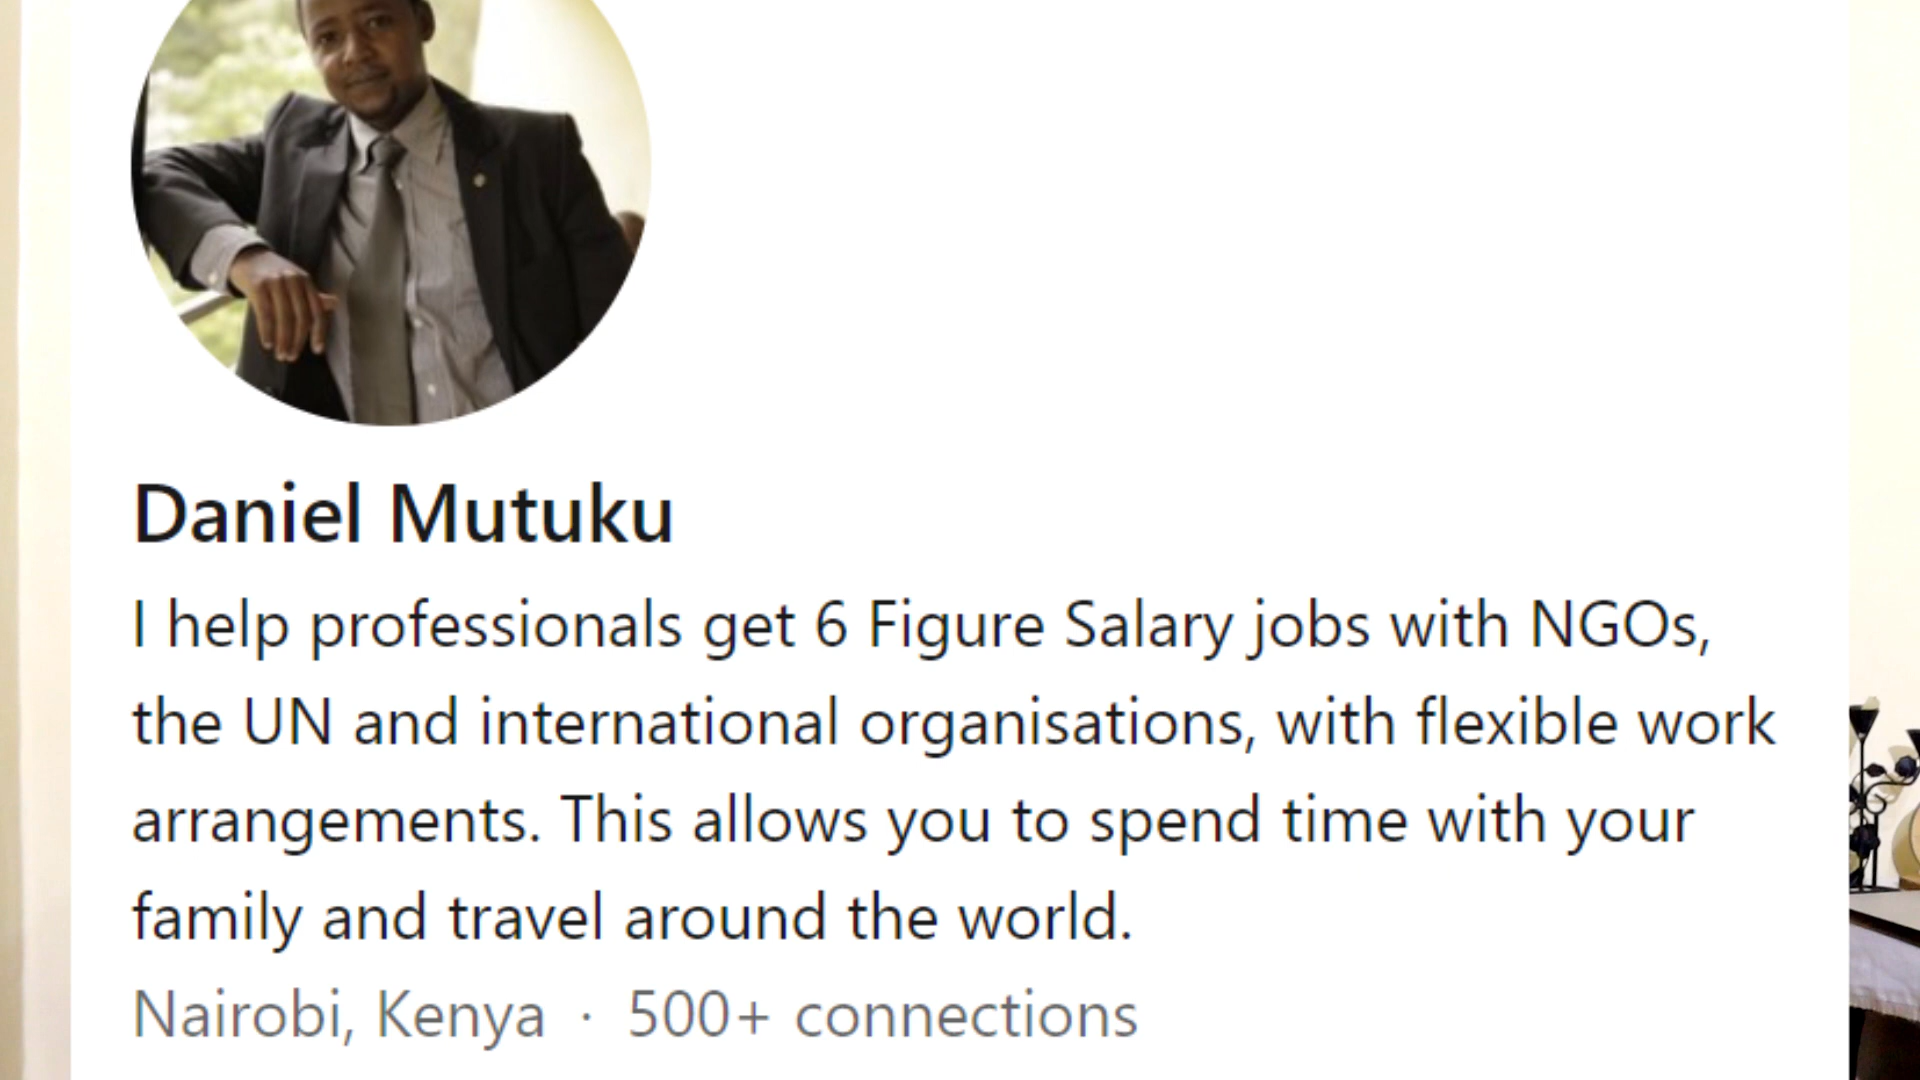 Daniel Mutuku
I help professionals get 6 Figure Salary jobs with NGOs,
the UN and international organisations, with flexible work
arrangements. This allows you to spend time with your
family and travel around the world.
Nairobi, Kenya · 500+ connections